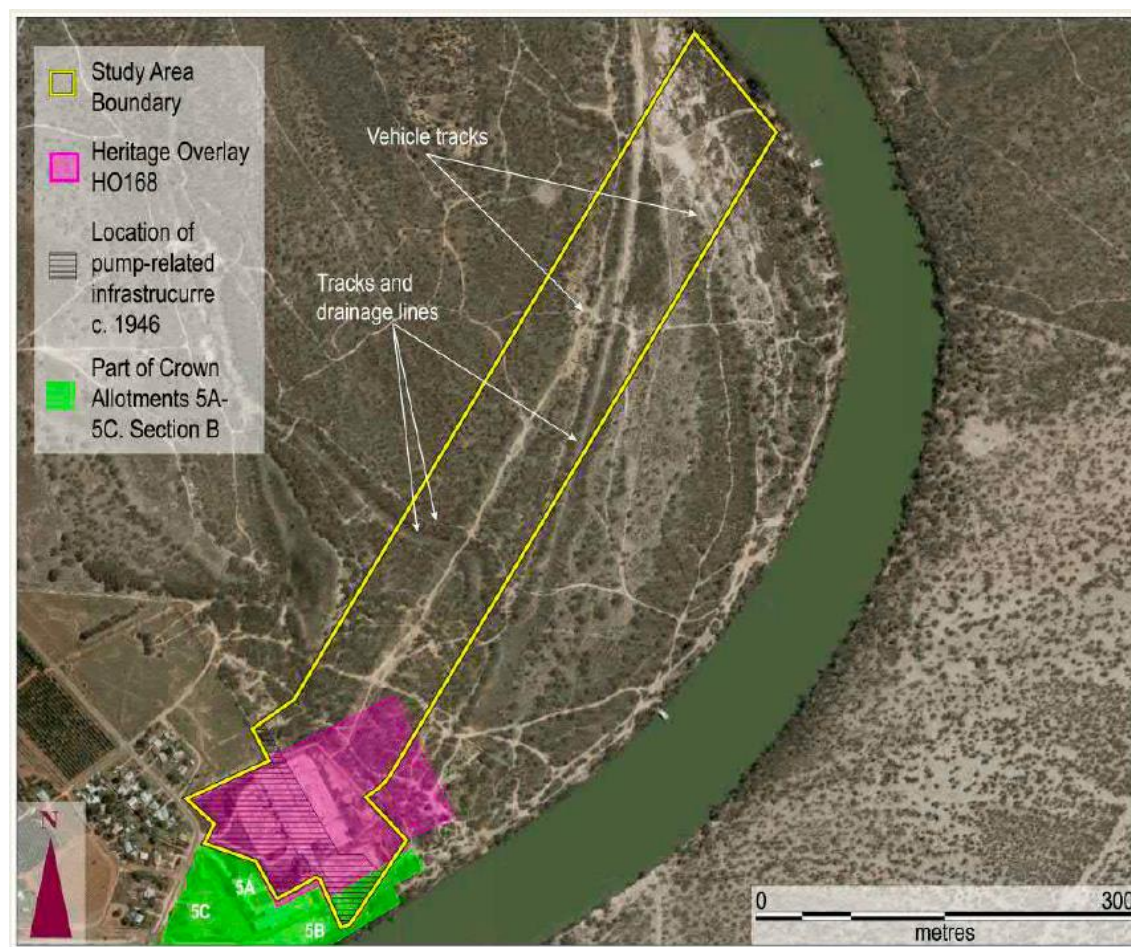 Study Area
Boundary
Heritage Overlay
HO168
Location of
pump-related
infrastrucurre
c. 1946
Part of Crown
Allotments 5A-
5C. Section B
Vehicle tracks
Tracks and
drainage lines
N
5A
5C
5B
0 300
metres